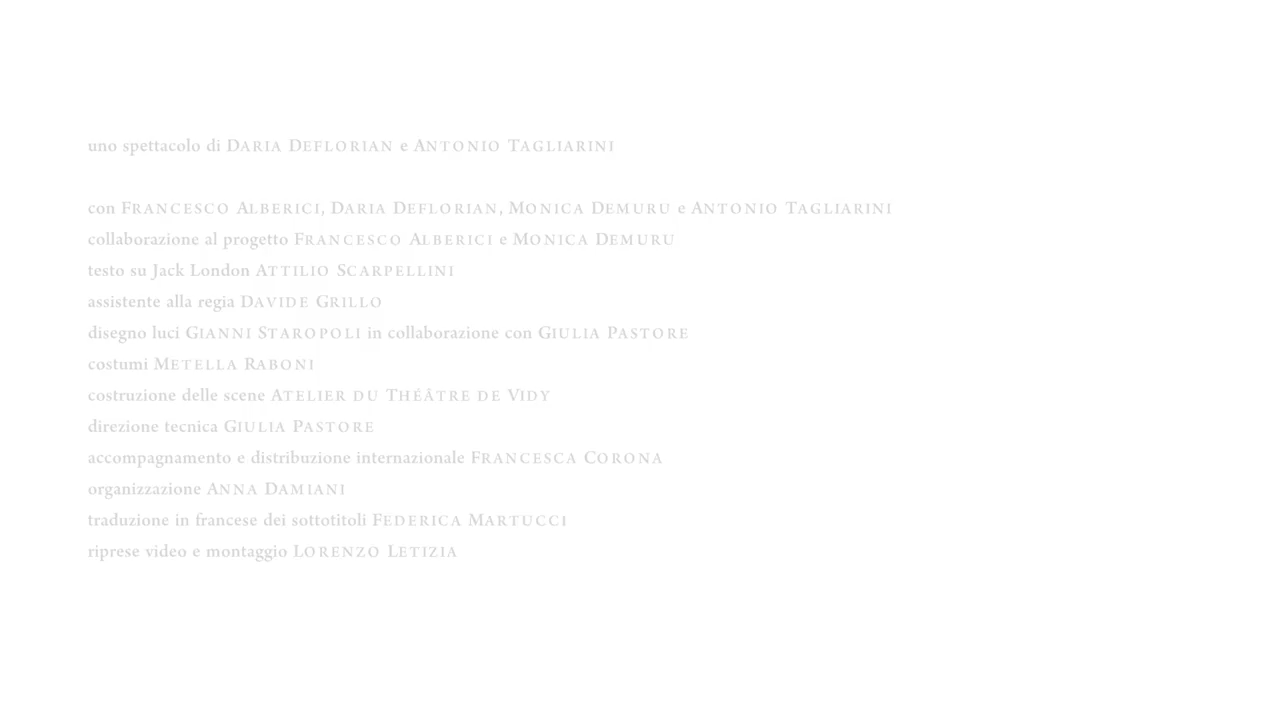 uno spettacolo di Daria Deflorian e Antonio Tagliarini
con Francesco Alberici, Daria Deflorian, Monica Demuru e Antonio Tagliarini
collaborazione al progetto Francesco Alberici e Monica Demuru
testo su Jack London Attilio Scarpellini
assistente alla regia Davide Grillo
disegno luci Gianni Staropoli in collaborazione con Giulia Pastore
costumi Metella Raboni
costruzione delle scene Atelier du Théâtre de Vidy
direzione tecnica Giulia Pastore
accompagnamento e distribuzione internazionale Francesca Corona
organizzazione Anna Damiani
traduzione in francese dei sottotitoli Federica Martucci
riprese video e montaggio Lorenzo Letizia